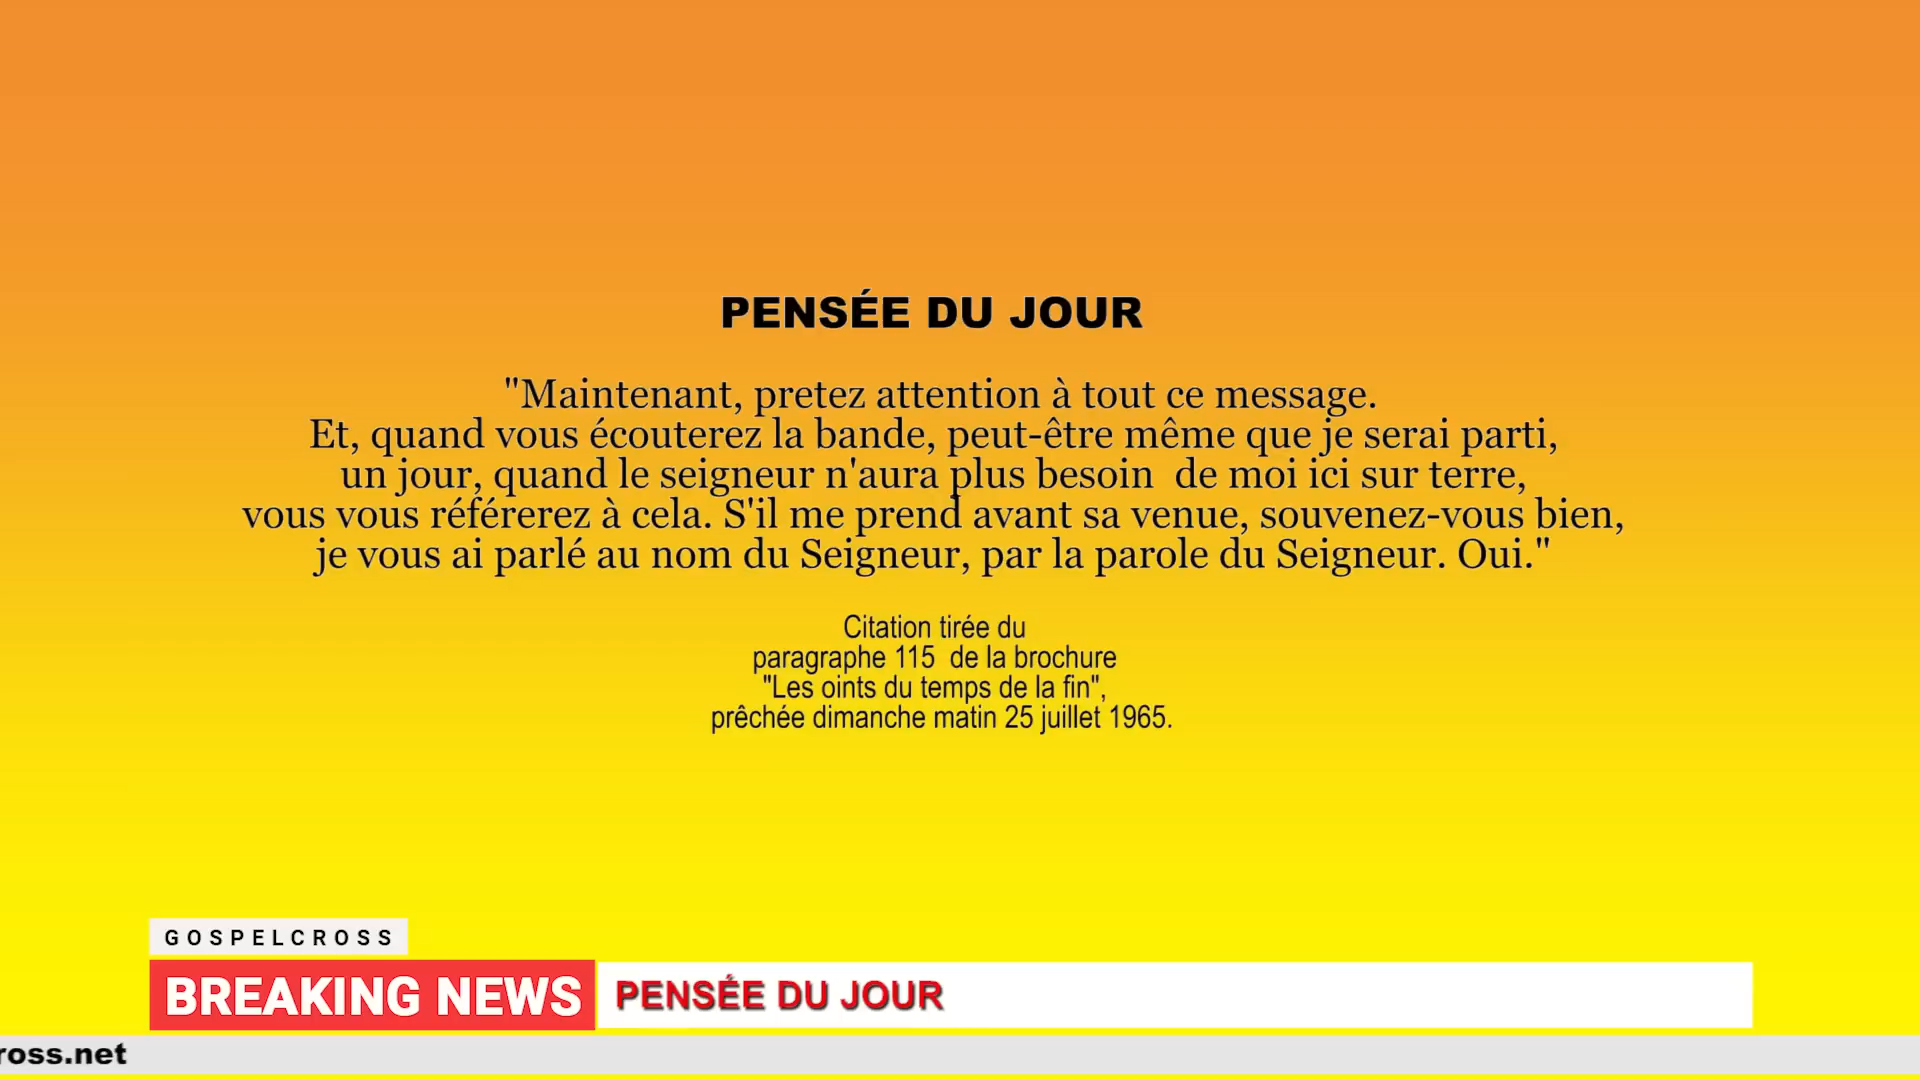 PENSÉE DU JOUR
"Maintenant, pretez attention à tout ce message.
Et, quand vous écouterez la bande, peut-être même que je serai parti,
un jour, quand le seigneur n'aura plus besoin  de moi ici sur terre,
vous vous référerez à cela. S'il me prend avant sa venue, souvenez-vous bien,
je vous ai parlé au nom du Seigneur, par la parole du Seigneur. Oui."
Citation tirée du
paragraphe 115  de la brochure
"Les oints du temps de la fin",
prêchée dimanche matin 25 juillet 1965.
GOSPELCROSS
BREAKING NEWS PENSÉE DU JOUR
ross.net